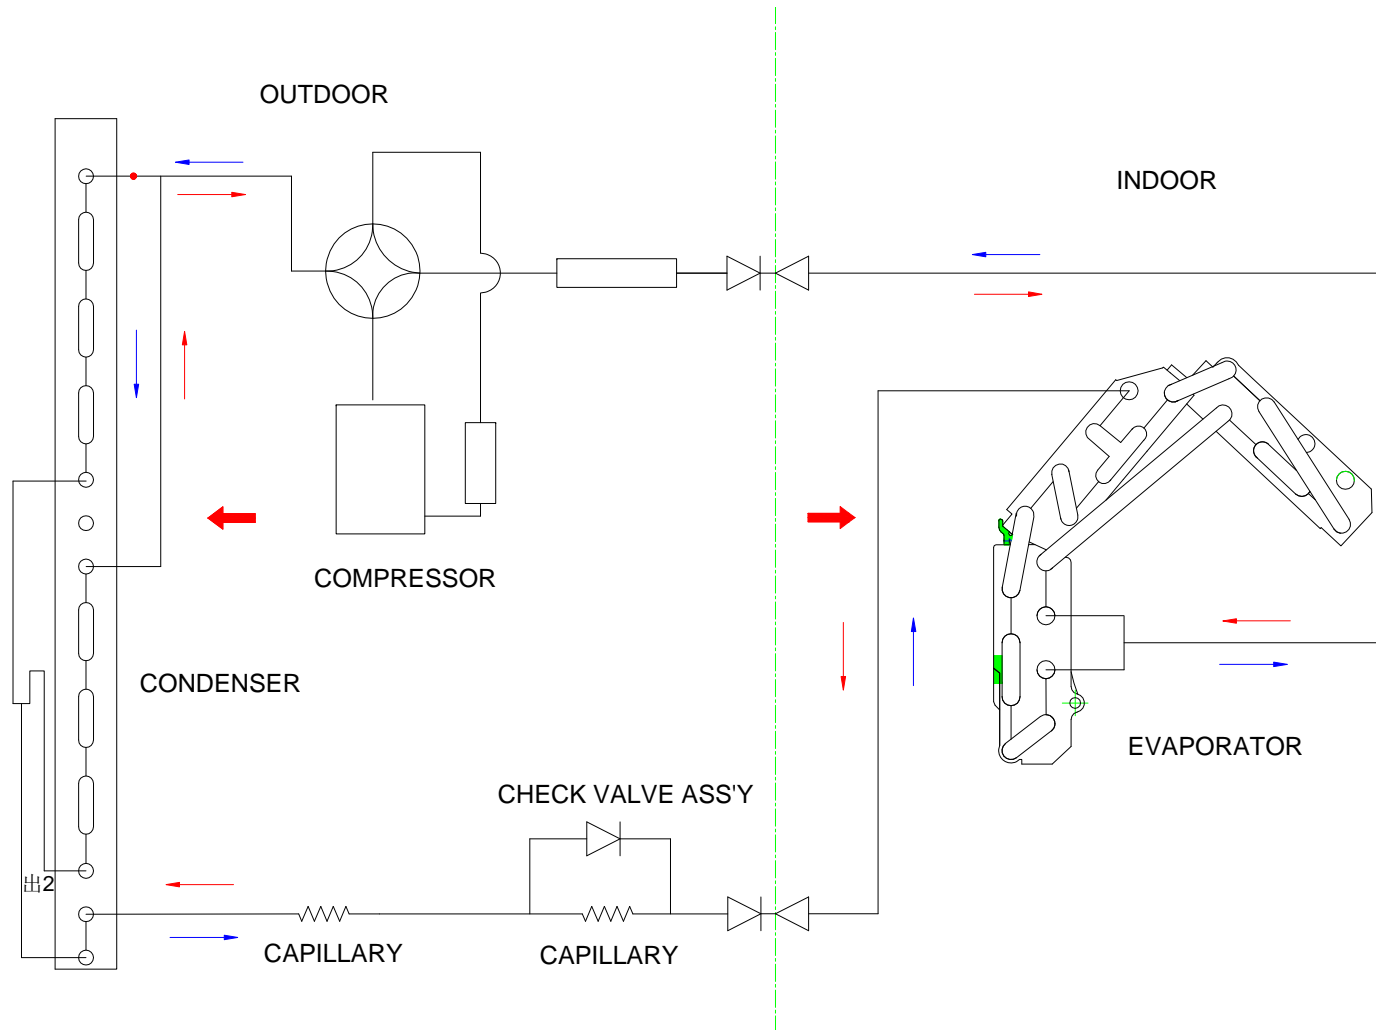 OUTDOOR
INDOOR
COMPRESSOR
CONDENSER
EVAPORATOR
CHECK VALVE ASS'Y
出2
CAPILLARY
CAPILLARY